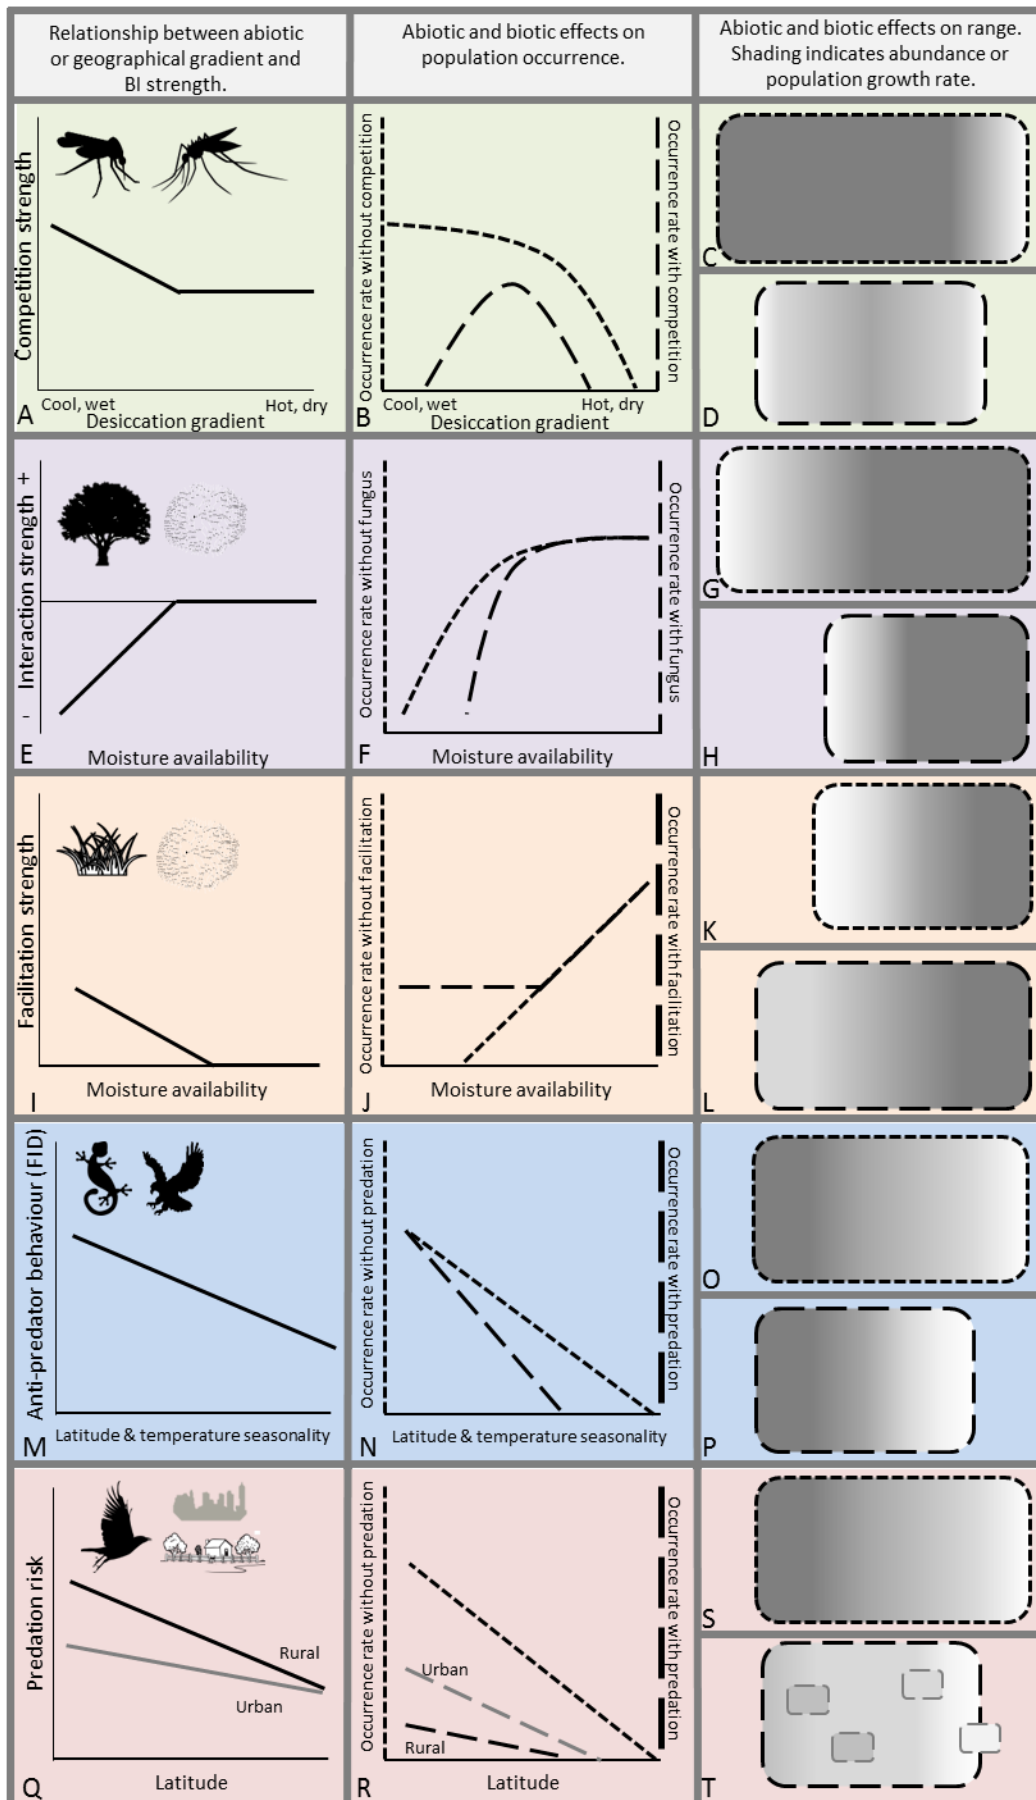 Relationship between abiotic
or geographical gradient and
BI strength.
Abiotic and biotic effects on
population occurrence.
Abiotic and biotic effects on range.
Shading indicates abundance or
population growth rate.
Competition strength
Cool, wet
Hot, dry
A
Desiccation gradient
Occurrence rate without competition
Occurrence rate with competition
Cool, wet
Hot, dry
B
Desiccation gradient
C
D
Interaction strength
+
-
E
Moisture availability
Occurrence rate without fungus
Occurrence rate with fungus
F
Moisture availability
G
H
Facilitation strength
I
Moisture availability
Occurrence rate without facilitation
Occurrence rate with facilitation
J
Moisture availability
K
L
Anti-predator behaviour (FID)
M
Latitude & temperature seasonality
Occurrence rate without predation
Occurrence rate with predation
N
Latitude & temperature seasonality
O
P
Predation risk
Rural
Urban
Q
Latitude
Occurrence rate without predation
Occurrence rate with predation
Urban
Rural
R
Latitude
S
T